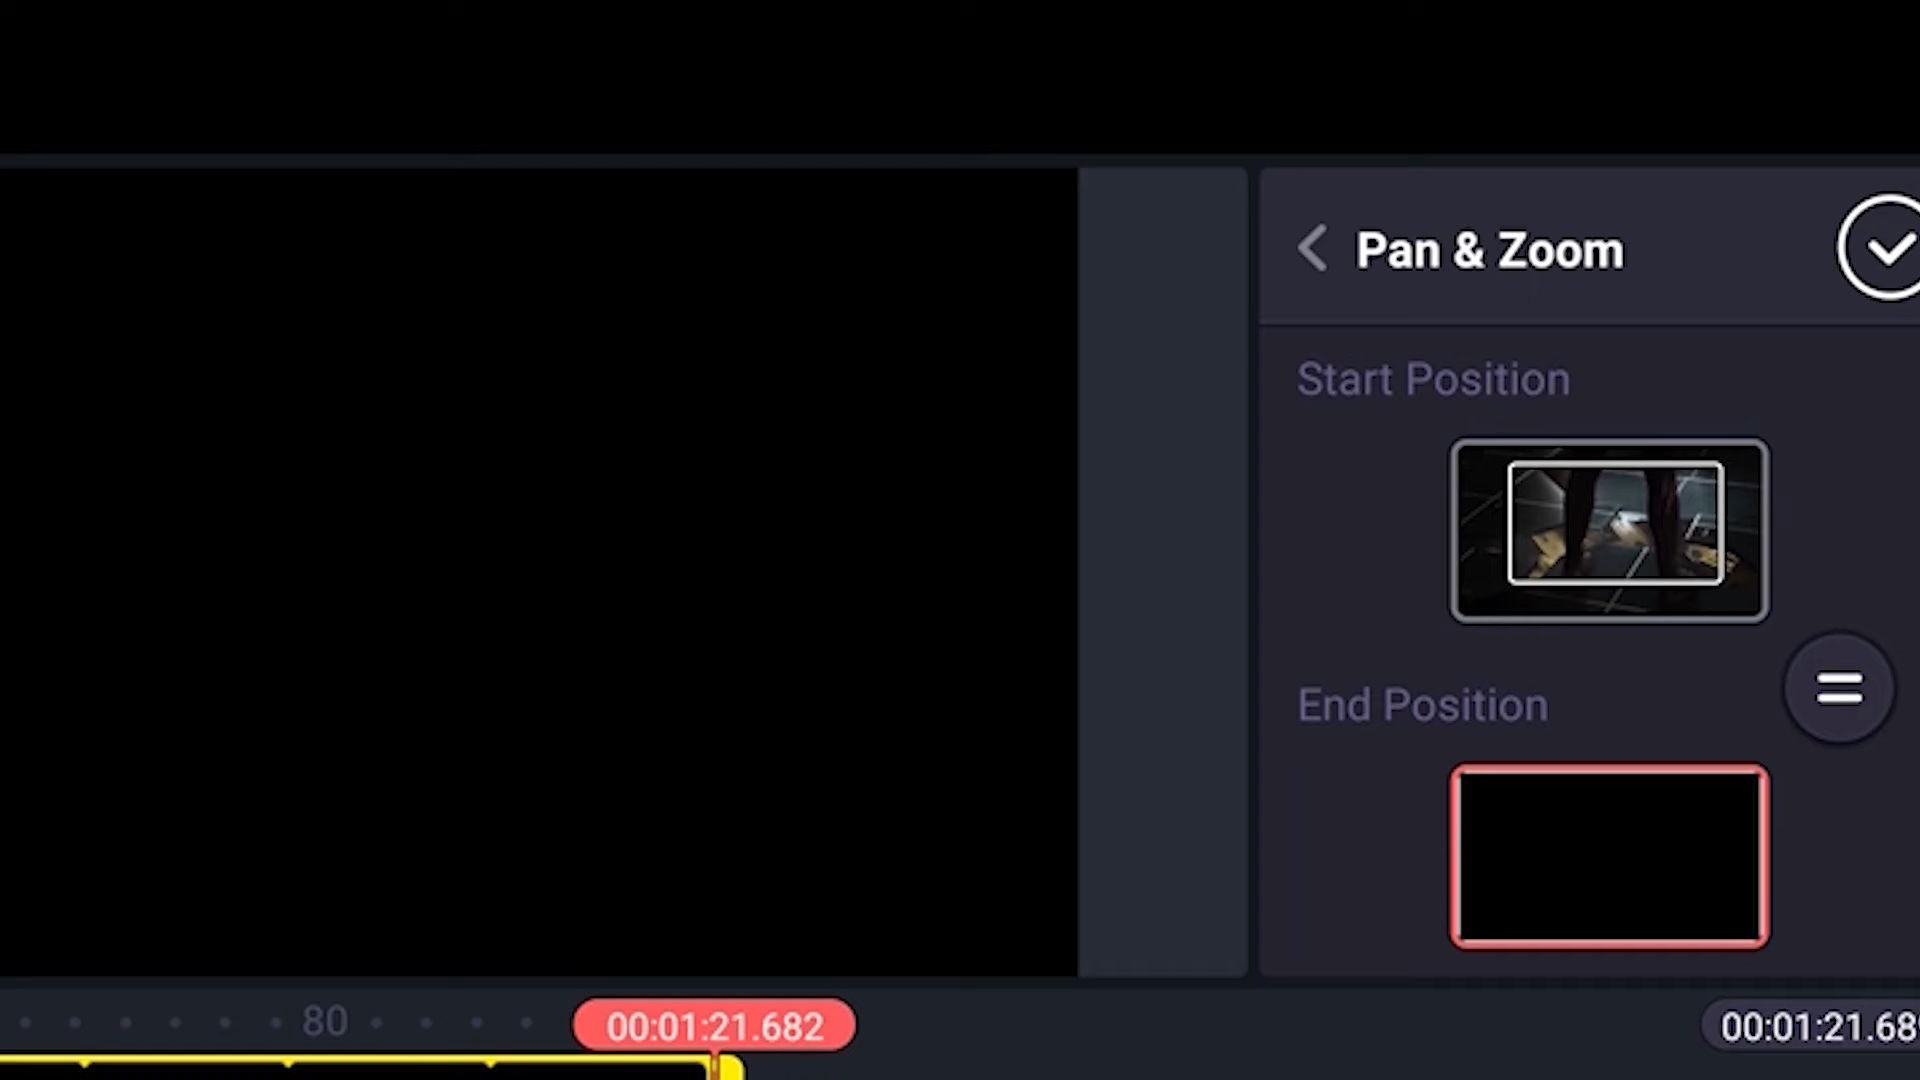 Pan & Zoom
Start Position
End Position
80
00:01:21.682
00:01:21.68